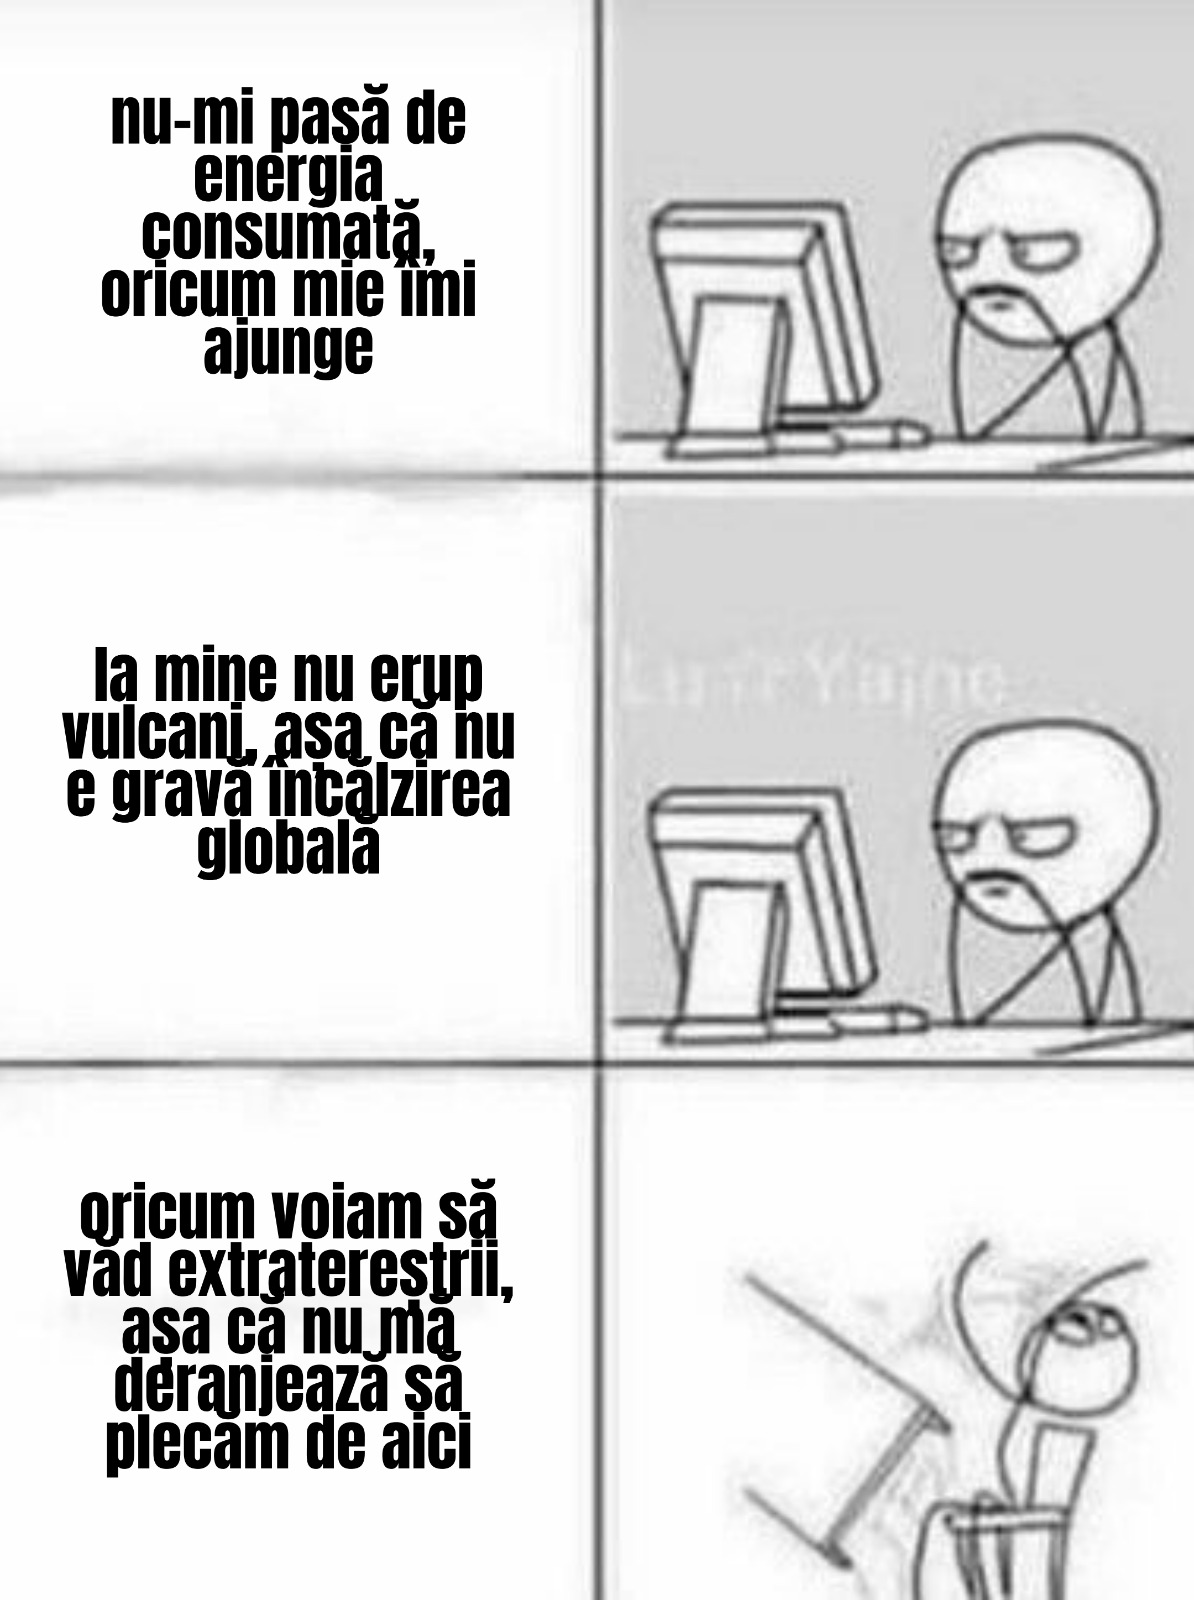 nu-mi pasă de
energia
consumată,
oricum mie îmi
ajunge
la mine nu erup
vulcani, așa că nu
e gravă încălzirea
globală
oricum voiam să
văd extratereștrii,
așa că nu mă
deranjează să
plecăm de aici